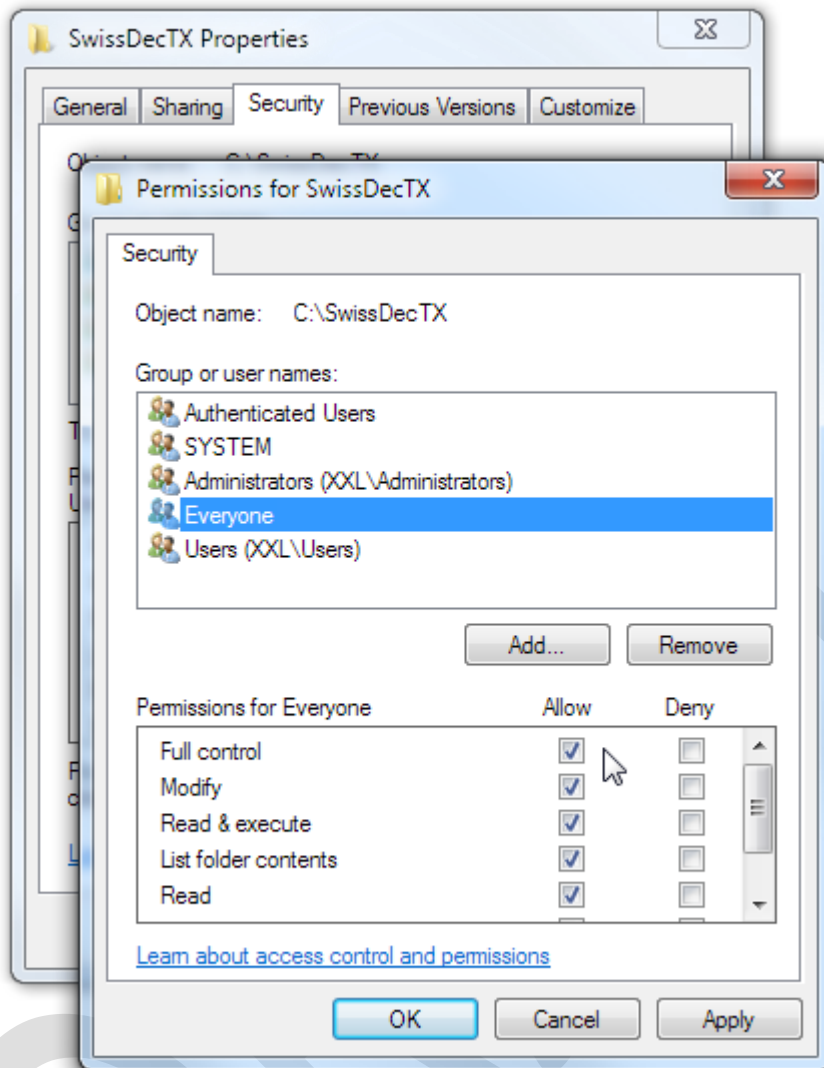 SwissDecTX Properties
General Sharing Security Previous Versions Customize
Permissions for SwissDecTX
Security
Object name: C:\SwissDecTX
Group or user names:
Authenticated Users
SYSTEM
Administrators (XXL\Administrators)
Everyone
Users (XXL\Users)
Add... Remove
Permissions for Everyone Allow Deny
Full control
Modify
Read & execute
List folder contents
Read
Learn about access control and permissions
OK Cancel Apply